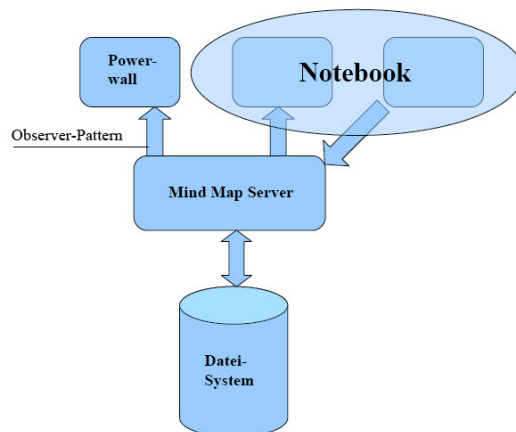 Power-
wall
Notebook
Observer-Pattern
Mind Map Server
Datei-
System